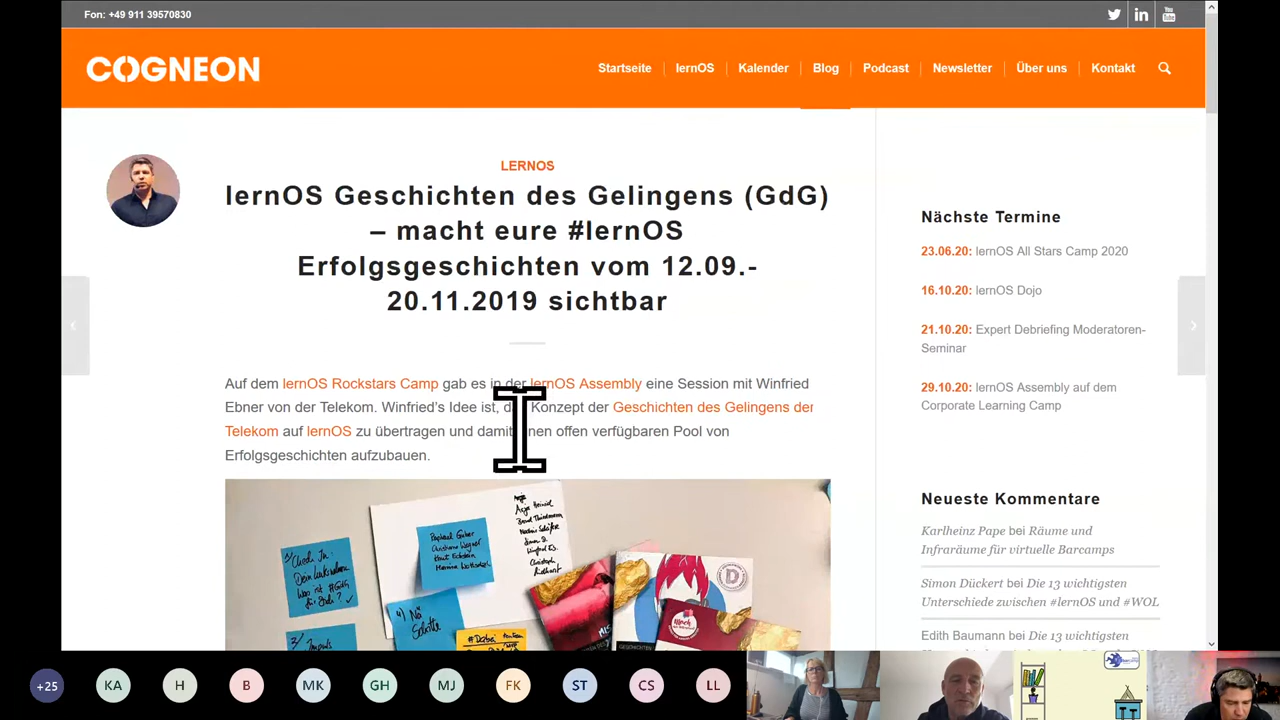 Fon: +49 911 39570830
COGNEON
Startseite
lernOS
Kalender
Blog
Podcast
Newsletter
Über uns
Kontakt
LERNOS
lernOS Geschichten des Gelingens (GdG)
– macht eure #lernOS
Erfolgsgeschichten vom 12.09.-
20.11.2019 sichtbar
Auf dem lernOS Rockstars Camp gab es in der lernOS Assembly eine Session mit Winfried
Ebner von der Telekom. Winfried's Idee ist, Konzept der Geschichten des Gelingens der
Telekom auf lernOS zu übertragen und damit offen verfügbaren Pool von
Erfolgsgeschichten aufzubauen.
Nächste Termine
23.06.20: lernOS All Stars Camp 2020
16.10.20: lernOS Dojo
21.10.20: Expert Debriefing Moderatoren-
Seminar
29.10.20: lernOS Assembly auf dem
Corporate Learning Camp
Neueste Kommentare
Karlheinz Pape bei Räume und
Infraräume für virtuelle Barcamps
Simon Dückert bei Die 13 wichtigsten
Unterschiede zwischen #lernOS und #WOL
Edith Baumann bei Die 13 wichtigsten
Check In:
+25
KA
H
B
MK
GH
MJ
FK
ST
CS
LL